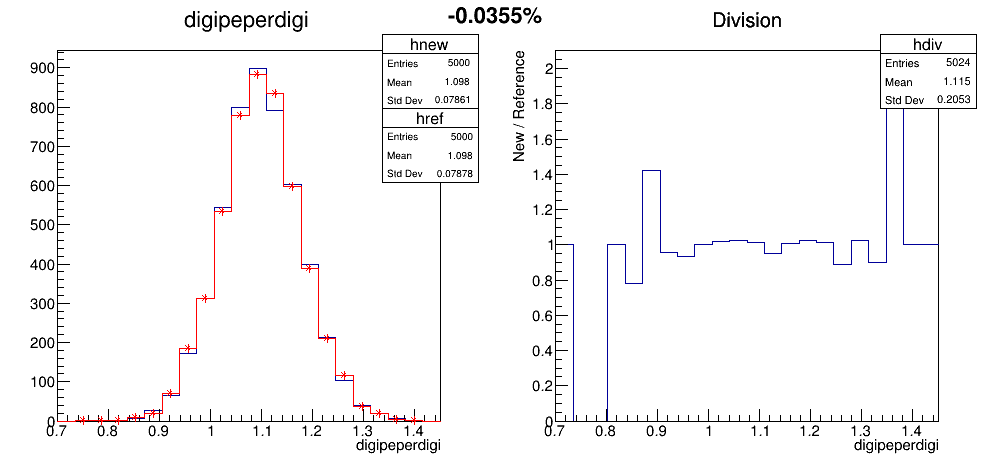 digipeperdigi
-0.0355%
Division
hnew
Entries 5000
Mean 1.098
Std Dev 0.07861
href
Entries 5000
Mean 1.098
Std Dev 0.07878
900
800
700
600
500
400
300
200
100
0
0.7 0.8 0.9 1 1.1 1.2 1.3 1.4
digipeperdigi
hdiv
Entries 5024
Mean 1.115
Std Dev 0.2053
New / Reference
2
1.8
1.6
1.4
1.2
1
0.8
0.6
0.4
0.2
0
0.7 0.8 0.9 1 1.1 1.2 1.3 1.4
digipeperdigi